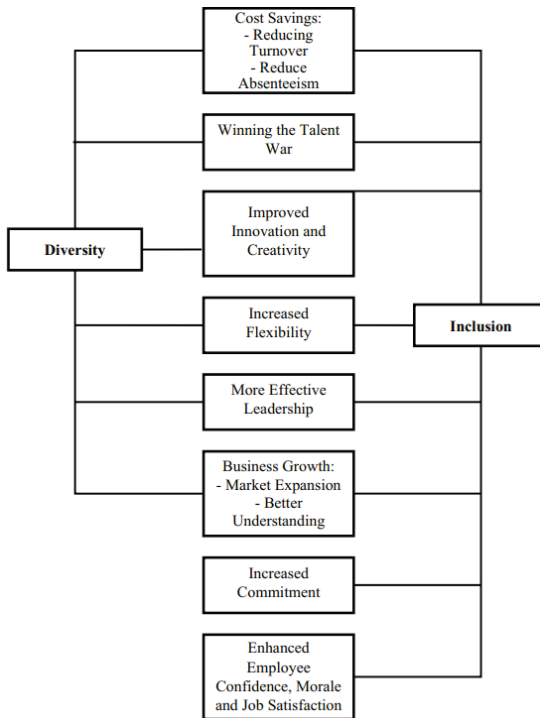 Cost Savings:
- Reducing
Turnover
- Reduce
Absenteeism
Winning the Talent
War
Improved
Innovation and
Creativity
Diversity
Increased
Flexibility
Inclusion
More Effective
Leadership
Business Growth:
- Market Expansion
- Better
Understanding
Increased
Commitment
Enhanced
Employee
Confidence, Morale
and Job Satisfaction